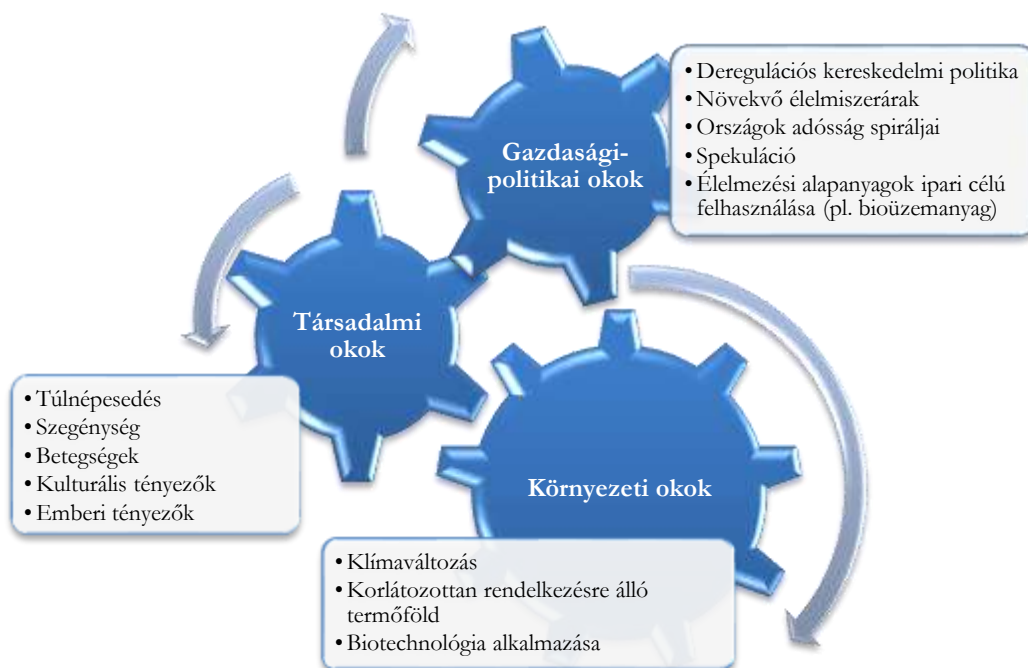 Gazdasági-
politikai okok
• Deregulációs kereskedelmi politika
• Növekvő élelmiszerárak
• Országok adósság spiráljai
• Spekuláció
• Élelmezési alapanyagok ipari célú
felhasználása (pl. bioüzemanyag)
Társadalmi
okok
• Túlnépesedés
• Szegénység
• Betegségek
• Kulturális tényezők
• Emberi tényezők
Környezeti okok
• Klímaváltozás
• Korlátozottan rendelkezésre álló
termőföld
• Biotechnológia alkalmazása